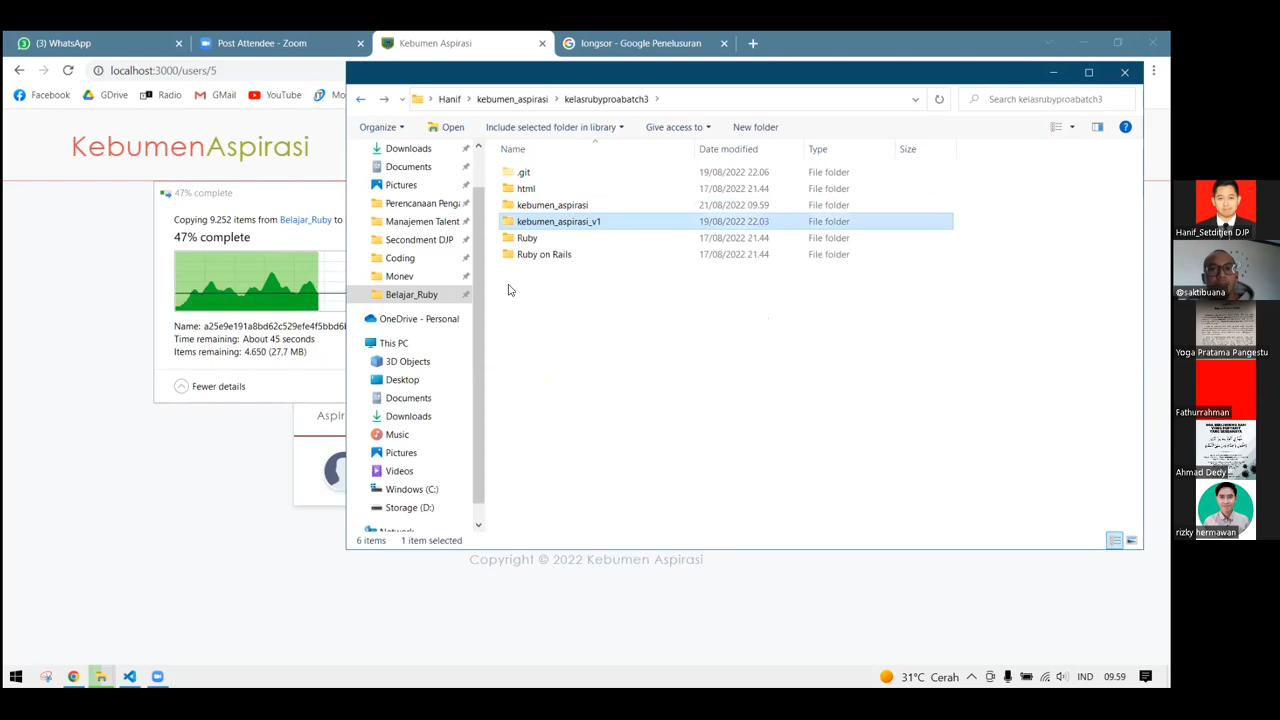 (3) WhatsApp
Post Attendee - Zoom
Kebumen Aspirasi
longsor - Google Penelusuran
localhost:3000/users/5
Facebook
GDrive
Radio
GMail
YouTube
Mo
Hanif
kebumen_aspirasi
kelasrubyproabatch3
Search kelasrubyproabatch3
Organize
Open
Include selected folder in library
Give access to
New folder
KebumenAspirasi
47% complete
Copying 9.252 items from Belajar_Ruby to
47% complete
Name: a25e9e191a8bd62c529efe4f5bbd6b
Time remaining: About 45 seconds
Items remaining: 4.650 (27,7 MB)
Fewer details
Aspir
Downloads
Documents
Pictures
Perencanaan Penga
Manajemen Talent
Secondment DJP
Coding
Monev
Belajar_Ruby
OneDrive - Personal
This PC
3D Objects
Desktop
Documents
Downloads
Music
Pictures
Videos
Windows (C:)
Storage (D:)
Network
Name Date modified Type Size
.git 19/08/2022 22.06 File folder
html 17/08/2022 21.44 File folder
kebumen_aspirasi 21/08/2022 09.59 File folder
kebumen_aspirasi_v1 19/08/2022 22.03 File folder
Ruby 17/08/2022 21.44 File folder
Ruby on Rails 17/08/2022 21.44 File folder
6 items 1 item selected
Copyright © 2022 Kebumen Aspirasi
31°C Cerah
IND
09.59
Hanif_Setditjen DJP
@saktibuana
Yoga Pratama Pangestu
Fathurrahman
Ahmad Dedy
rizky hermawan